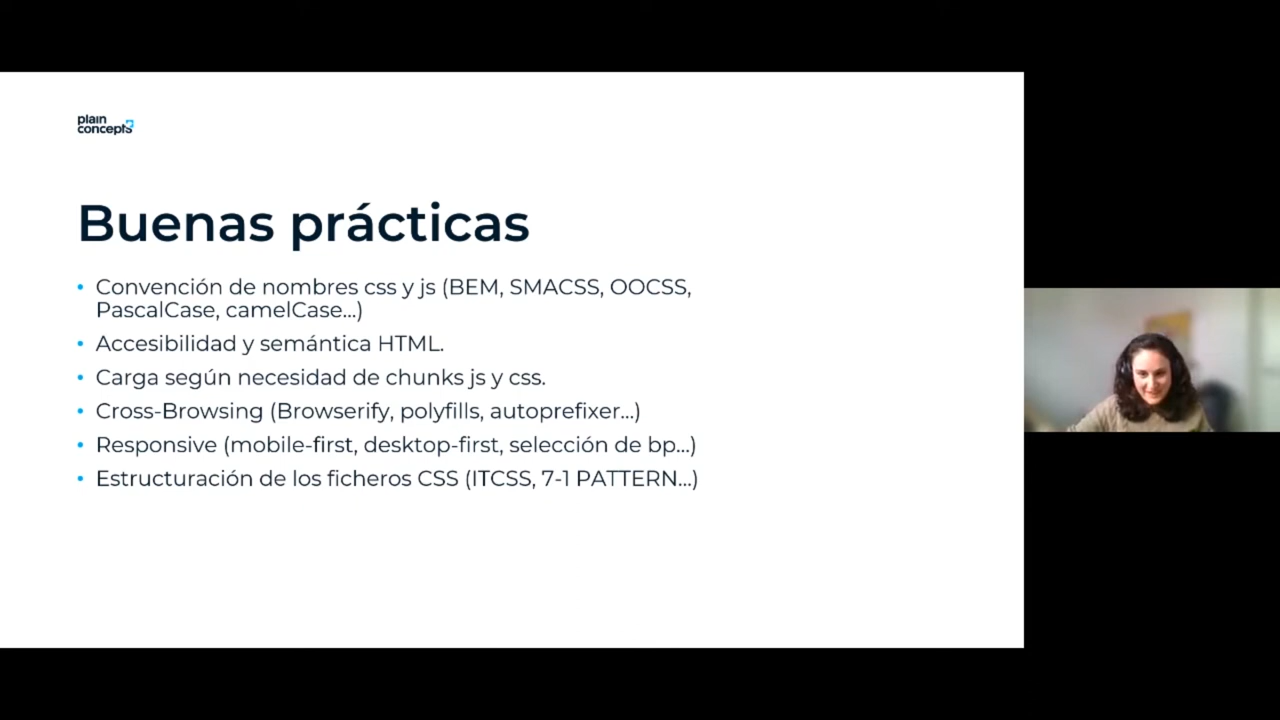 plain
concepts
Buenas prácticas
• Convención de nombres css y js (BEM, SMACSS, OOCSS,
PascalCase, camelCase...)
• Accesibilidad y semántica HTML.
• Carga según necesidad de chunks js y css.
• Cross-Browsing (Browserify, polyfills, autoprefixer...)
• Responsive (mobile-first, desktop-first, selección de bp...)
• Estructuración de los ficheros CSS (ITCSS, 7-1 PATTERN...)